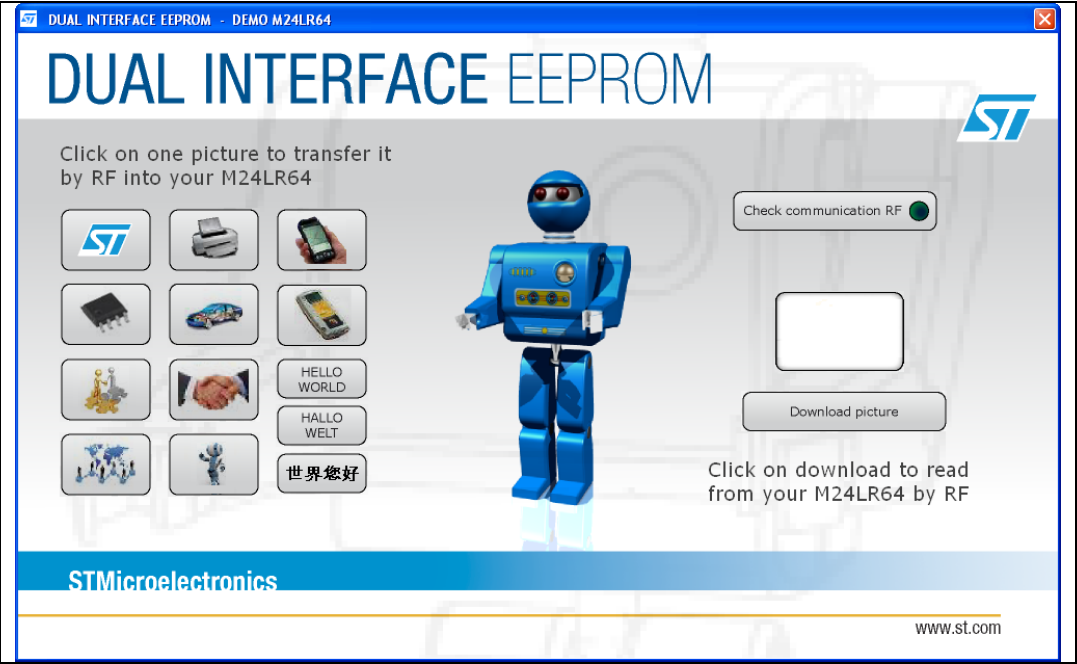 DUAL INTERFACE EEPROM - DEMO M24LR64
DUAL INTERFACE EEPROM
ST
Click on one picture to transfer it
by RF into your M24LR64
ST
HELLO
WORLD
HALLO
WELT
世界您好
Check communication RF
Download picture
Click on download to read
from your M24LR64 by RF
STMicroelectronics
www.st.com